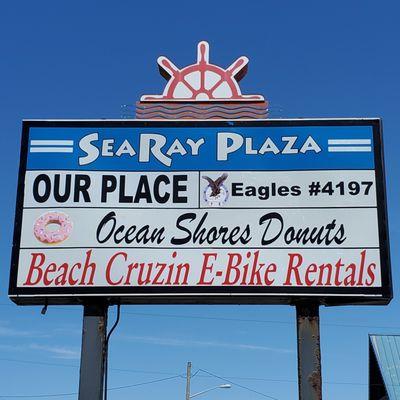 SEARAY PLAZA
OUR PLACE Eagles #4197
Ocean Shores Donuts
Beach Cruzin E-Bike Rentals